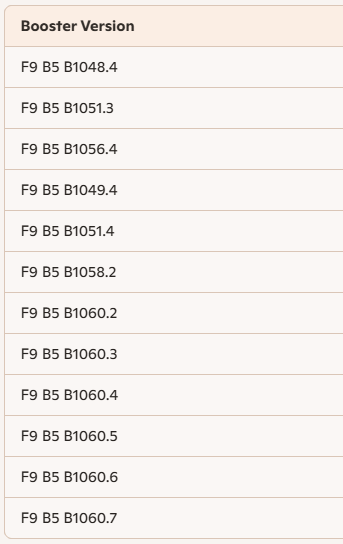 Booster Version
F9 B5 B1048.4
F9 B5 B1051.3
F9 B5 B1056.4
F9 B5 B1049.4
F9 B5 B1051.4
F9 B5 B1058.2
F9 B5 B1060.2
F9 B5 B1060.3
F9 B5 B1060.4
F9 B5 B1060.5
F9 B5 B1060.6
F9 B5 B1060.7